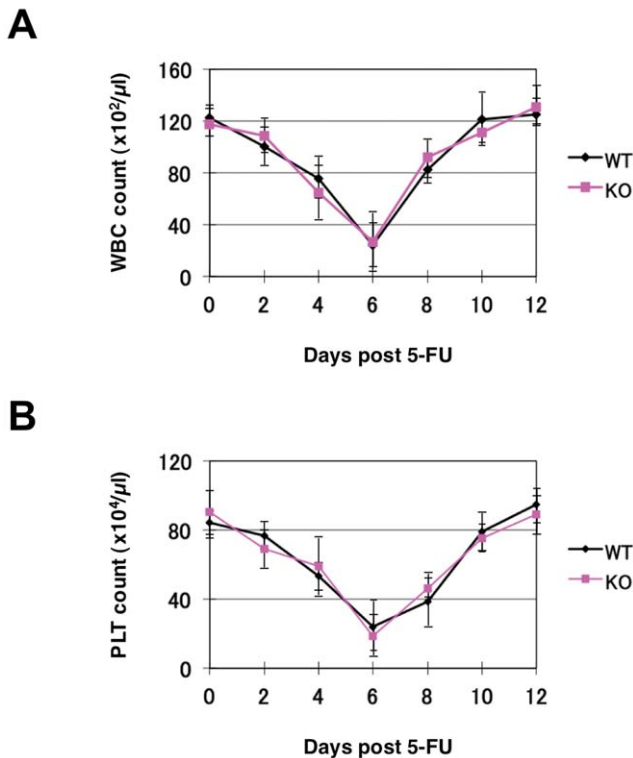 A
WBC count ( x10²/µl)
160
120
80
40
0
0 2 4 6 8 10 12
Days post 5-FU
WT
KO
B
PLT count (x10⁴/µl)
120
80
40
0
0 2 4 6 8 10 12
Days post 5-FU
WT
KO